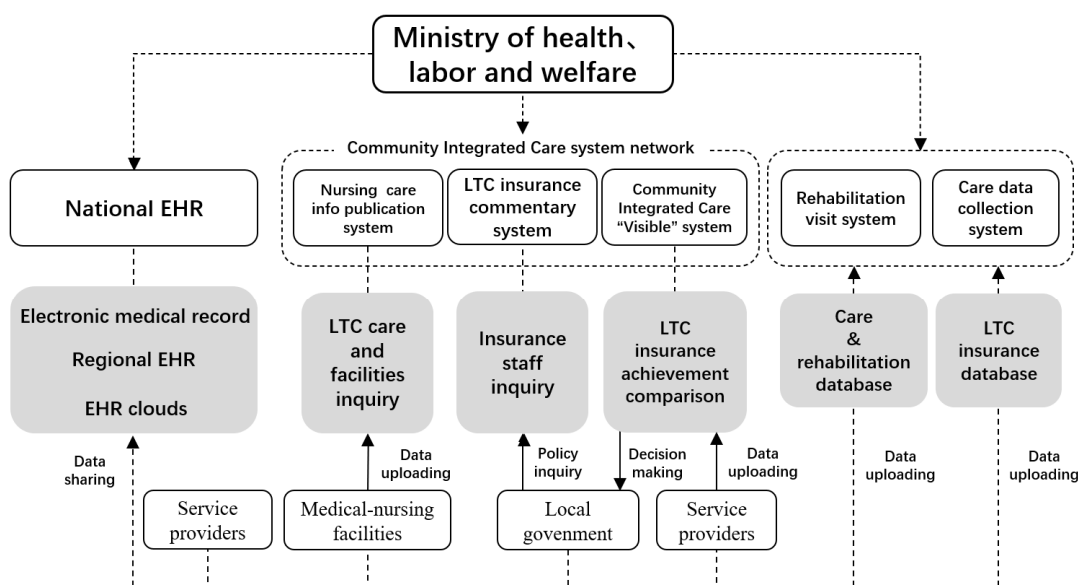 Ministry of health、
labor and welfare
Community Integrated Care system network
National EHR
Nursing care
info publication
system
LTC insurance
commentary
system
Community
Integrated Care
“Visible” system
Rehabilitation
visit system
Care data
collection
system
Electronic medical record
Regional EHR
EHR clouds
LTC care
and
facilities
inquiry
Insurance
staff
inquiry
LTC
insurance
achievement
comparison
Care
&
rehabilitation
database
LTC
insurance
database
Data
sharing
Data
uploading
Policy
inquiry
Decision
making
Data
uploading
Data
uploading
Data
uploading
Service
providers
Medical-nursing
facilities
Local
govenment
Service
providers